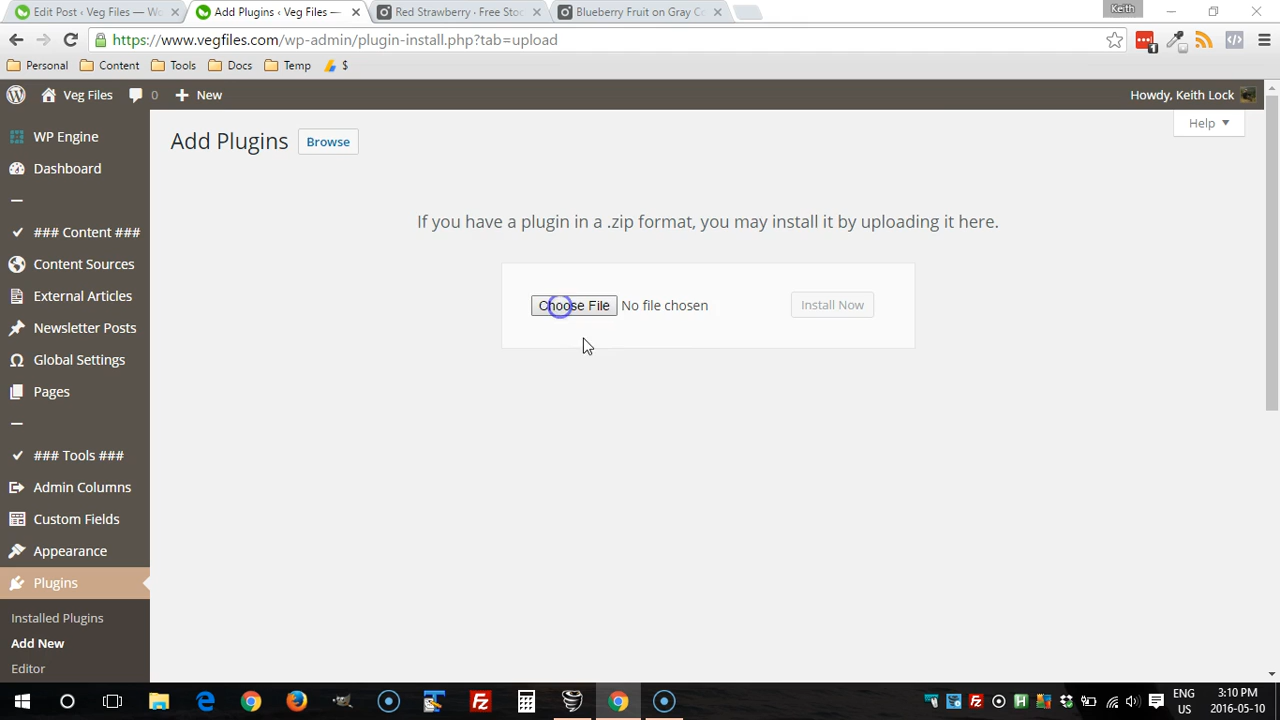 Edit Post ‹ Veg Files — Wo
Add Plugins ‹ Veg Files —
Red Strawberry · Free Stoc
Blueberry Fruit on Gray Co
Keith
https://www.vegfiles.com/wp-admin/plugin-install.php?tab=upload
1
Personal
Content
Tools
Docs
Temp
$
Veg Files
0
New
Howdy, Keith Lock
WP Engine
Dashboard
—
### Content ###
Content Sources
External Articles
Newsletter Posts
Global Settings
Pages
—
### Tools ###
Admin Columns
Custom Fields
Appearance
Plugins
Installed Plugins
Add New
Editor
Add Plugins
Browse
Help
If you have a plugin in a .zip format, you may install it by uploading it here.
Choose File
No file chosen
Install Now
ENG
US
3:10 PM
2016-05-10